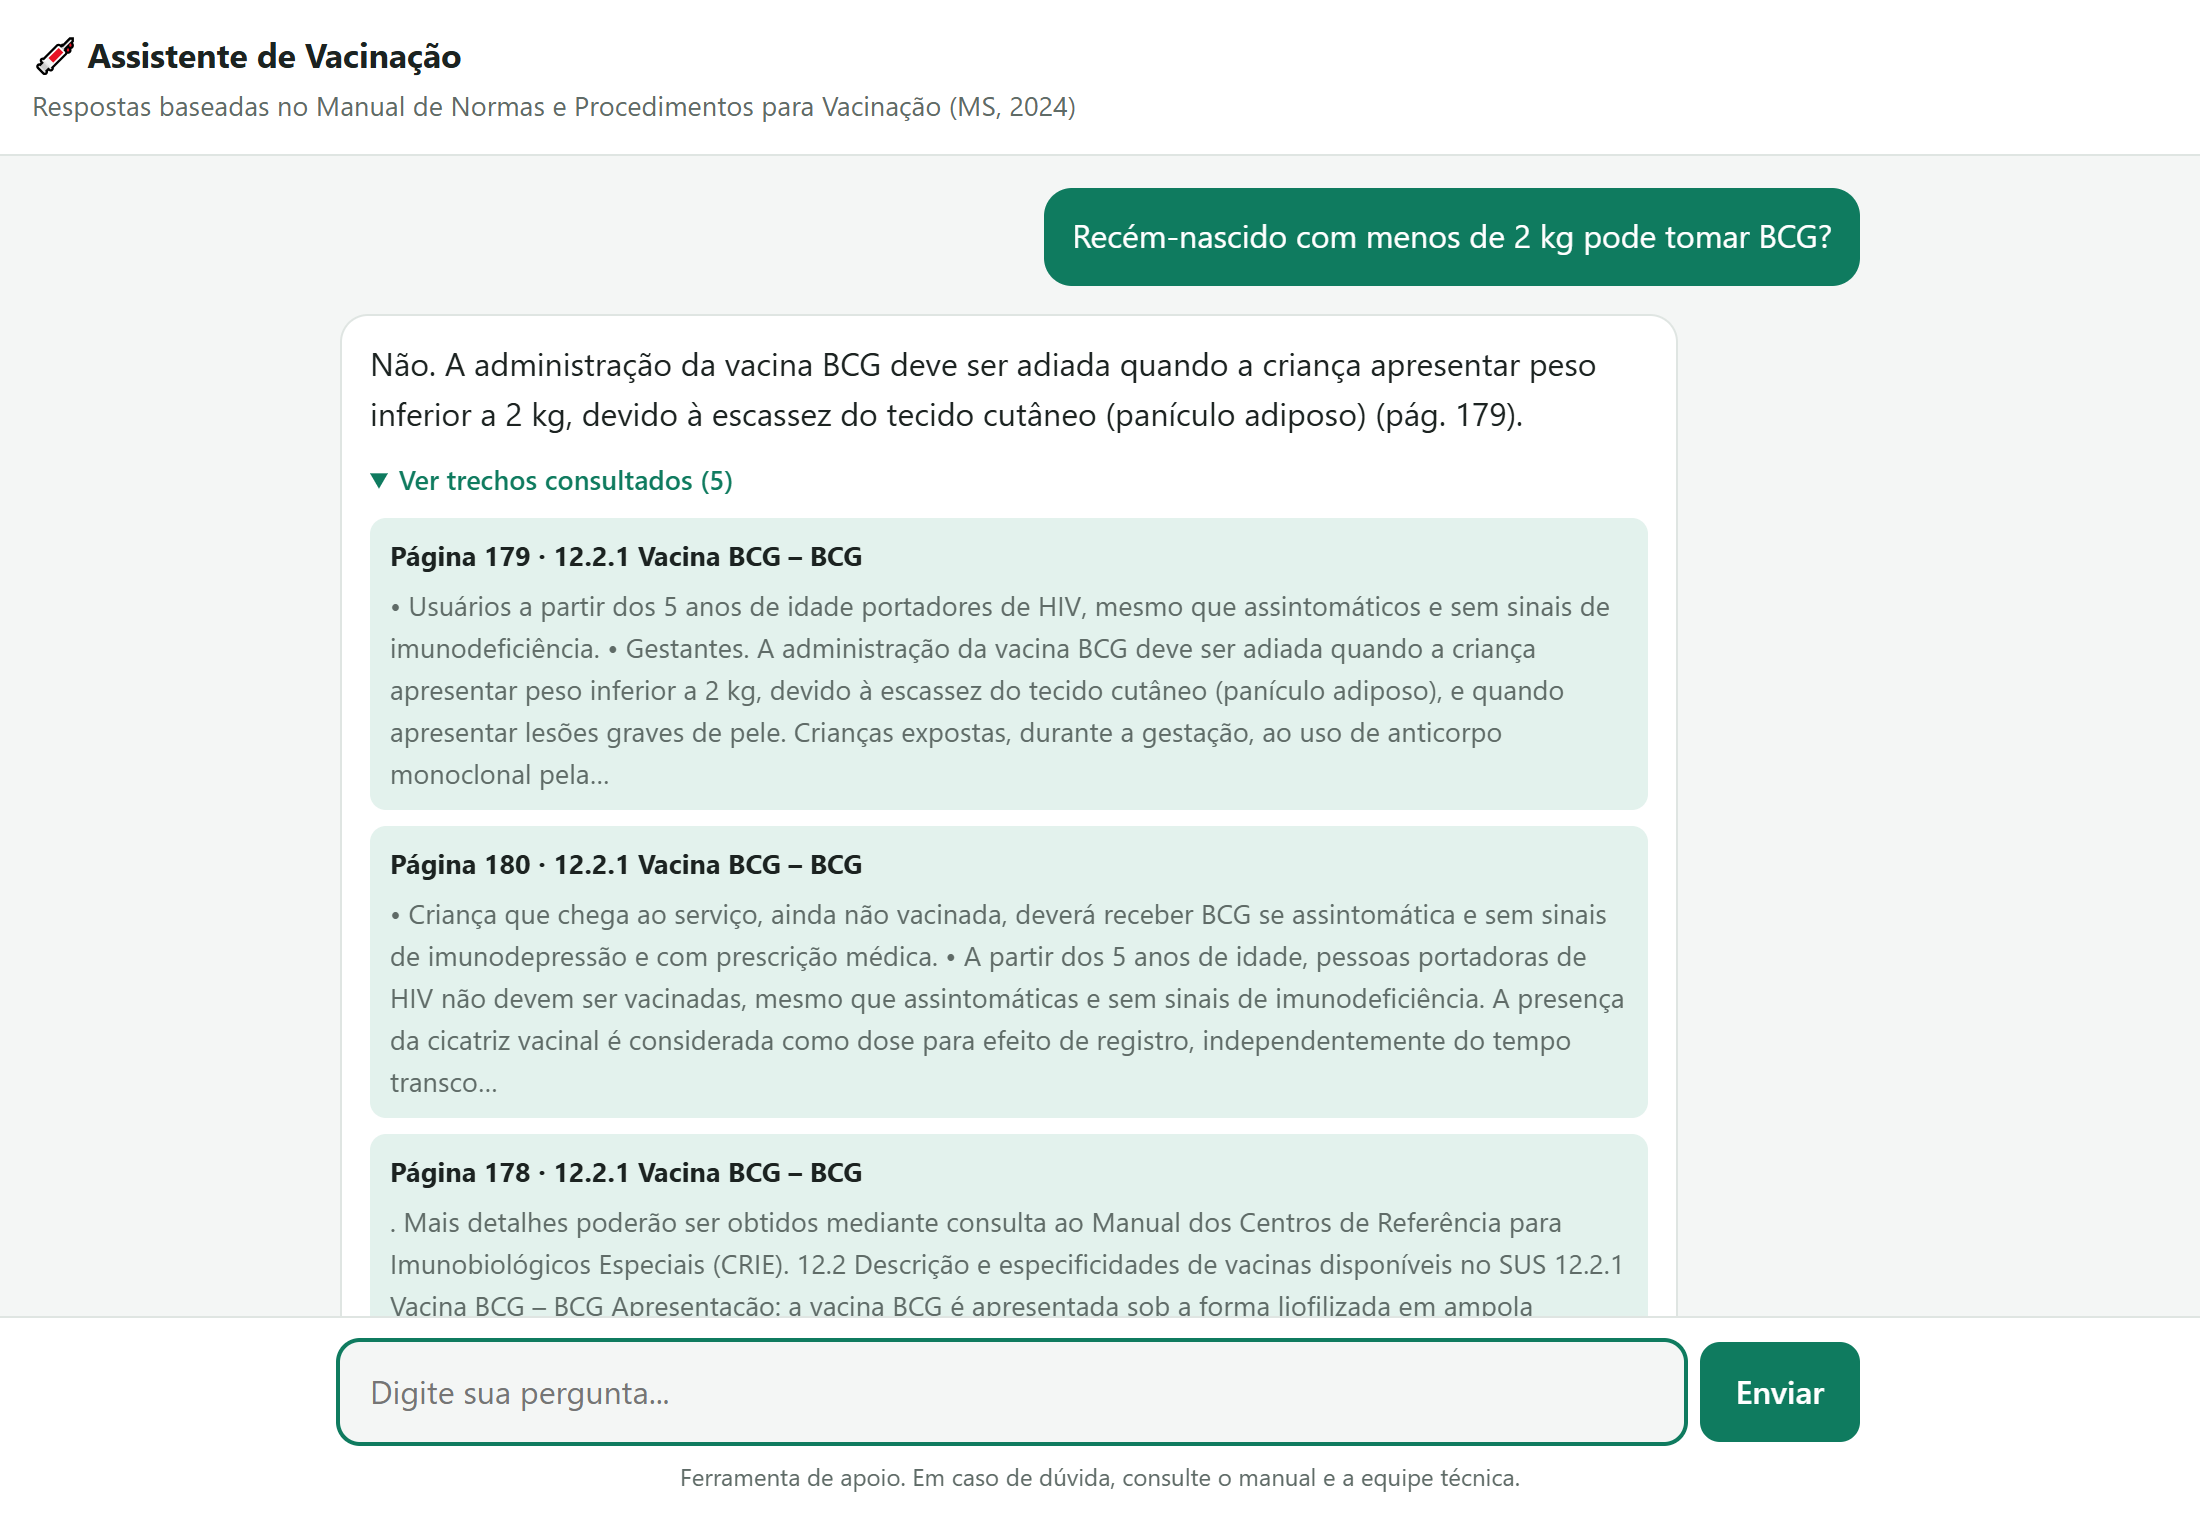 Assistente de Vacinação
Respostas baseadas no Manual de Normas e Procedimentos para Vacinação (MS, 2024)
Recém-nascido com menos de 2 kg pode tomar BCG?
Não. A administração da vacina BCG deve ser adiada quando a criança apresentar peso
inferior a 2 kg, devido à escassez do tecido cutâneo (panículo adiposo) (pág. 179).
▼ Ver trechos consultados (5)
Página 179 · 12.2.1 Vacina BCG – BCG
• Usuários a partir dos 5 anos de idade portadores de HIV, mesmo que assintomáticos e sem sinais de
imunodeficiência. • Gestantes. A administração da vacina BCG deve ser adiada quando a criança
apresentar peso inferior a 2 kg, devido à escassez do tecido cutâneo (panículo adiposo), e quando
apresentar lesões graves de pele. Crianças expostas, durante a gestação, ao uso de anticorpo
monoclonal pela...
Página 180 · 12.2.1 Vacina BCG – BCG
• Criança que chega ao serviço, ainda não vacinada, deverá receber BCG se assintomática e sem sinais
de imunodepressão e com prescrição médica. • A partir dos 5 anos de idade, pessoas portadoras de
HIV não devem ser vacinadas, mesmo que assintomáticas e sem sinais de imunodeficiência. A presença
da cicatriz vacinal é considerada como dose para efeito de registro, independentemente do tempo
transco...
Página 178 · 12.2.1 Vacina BCG – BCG
. Mais detalhes poderão ser obtidos mediante consulta ao Manual dos Centros de Referência para
Imunobiológicos Especiais (CRIE). 12.2 Descrição e especificidades de vacinas disponíveis no SUS 12.2.1
Vacina BCG – BCG Apresentação: a vacina BCG é apresentada sob a forma liofilizada em ampola
Digite sua pergunta...
Enviar
Ferramenta de apoio. Em caso de dúvida, consulte o manual e a equipe técnica.